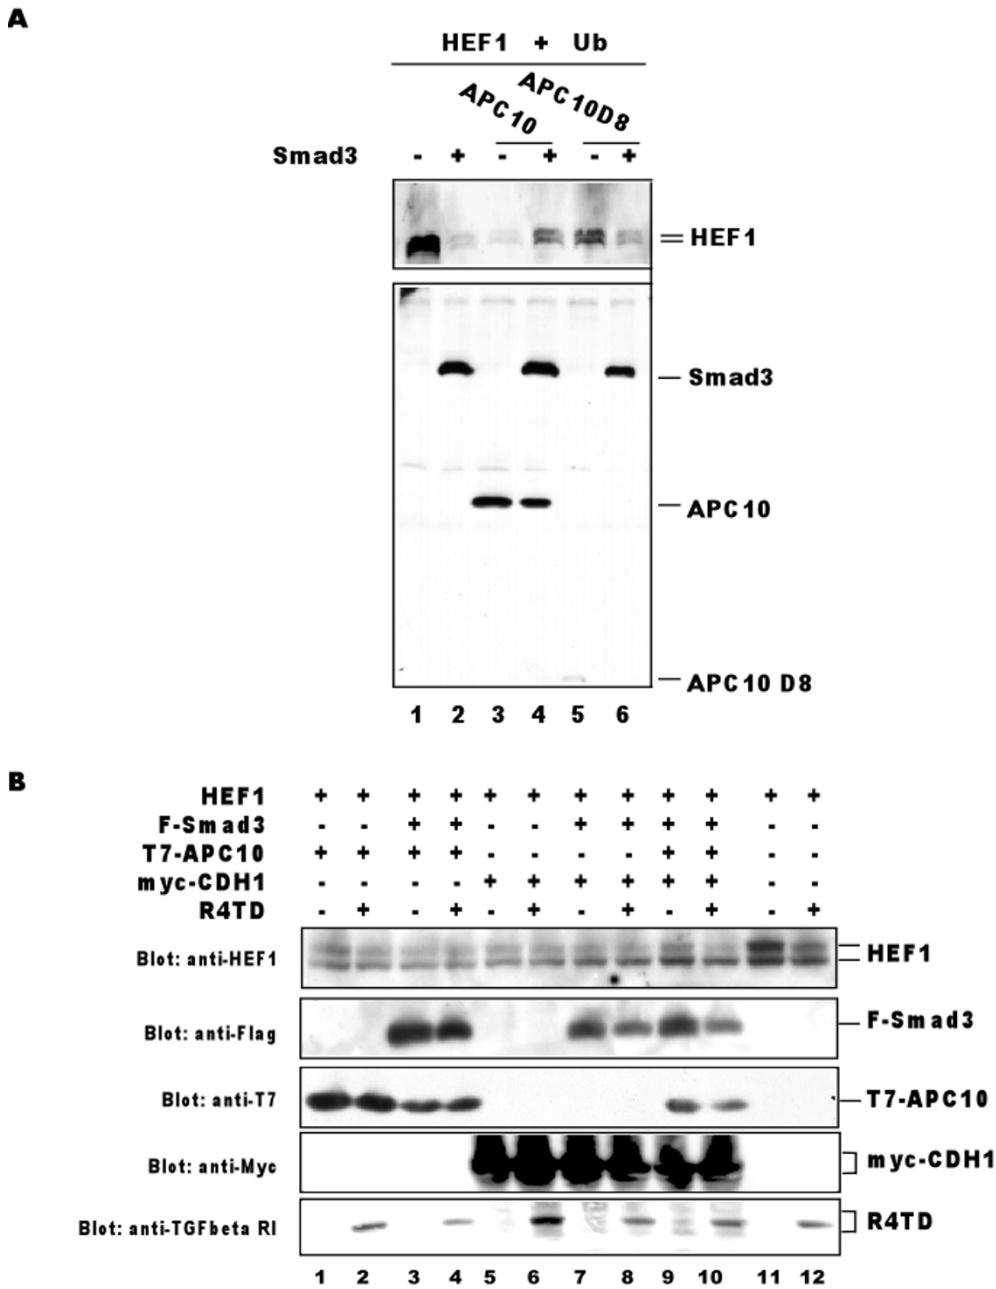 A
HEF1 + Ub
APC10 APC10D8
Smad3 - + - + - +
HEF1
Smad3
APC10
APC10 D8
1 2 3 4 5 6
B
HEF1 + + + + + + + + + + + +
F-Smad3 - - + + - - + + + + - -
T7-APC10 + + + + - - - - + + - -
myc-CDH1 - - - - + + + + + + - -
R4TD - + - + - + - + - + - +
Blot: anti-HEF1 HEF1
Blot: anti-Flag F-Smad3
Blot: anti-T7 T7-APC10
Blot: anti-Myc myc-CDH1
Blot: anti-TGFbeta RI R4TD
1 2 3 4 5 6 7 8 9 10 11 12